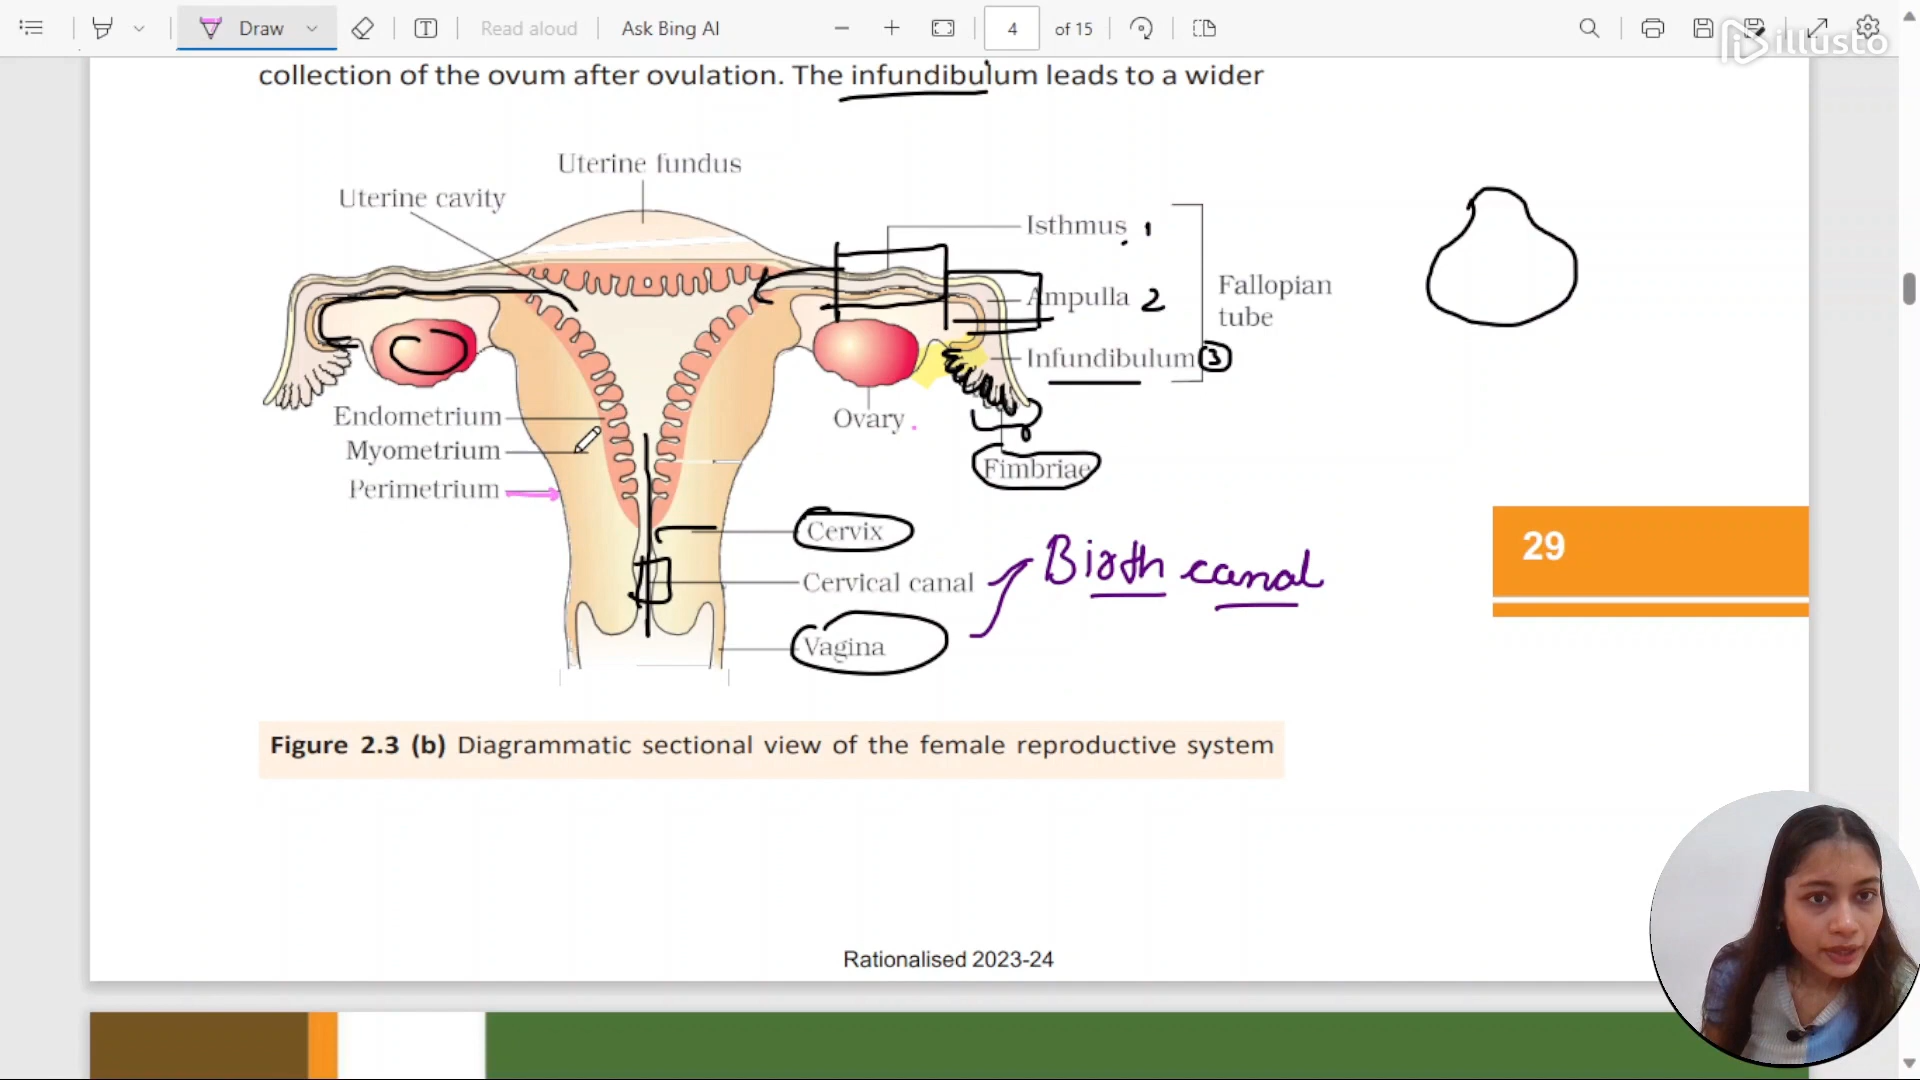 Draw
Read aloud
Ask Bing AI
4 of 15
illusto
collection of the ovum after ovulation. The infundibulum leads to a wider
Uterine fundus
Uterine cavity
Isthmus 1
Ampulla 2
Fallopian
tube
Infundibulum 3
Endometrium
Ovary
Myometrium
Fimbriae
Perimetrium
Cervix
Birth canal
29
Cervical canal
Vagina
Figure 2.3 (b) Diagrammatic sectional view of the female reproductive system
Rationalised 2023-24